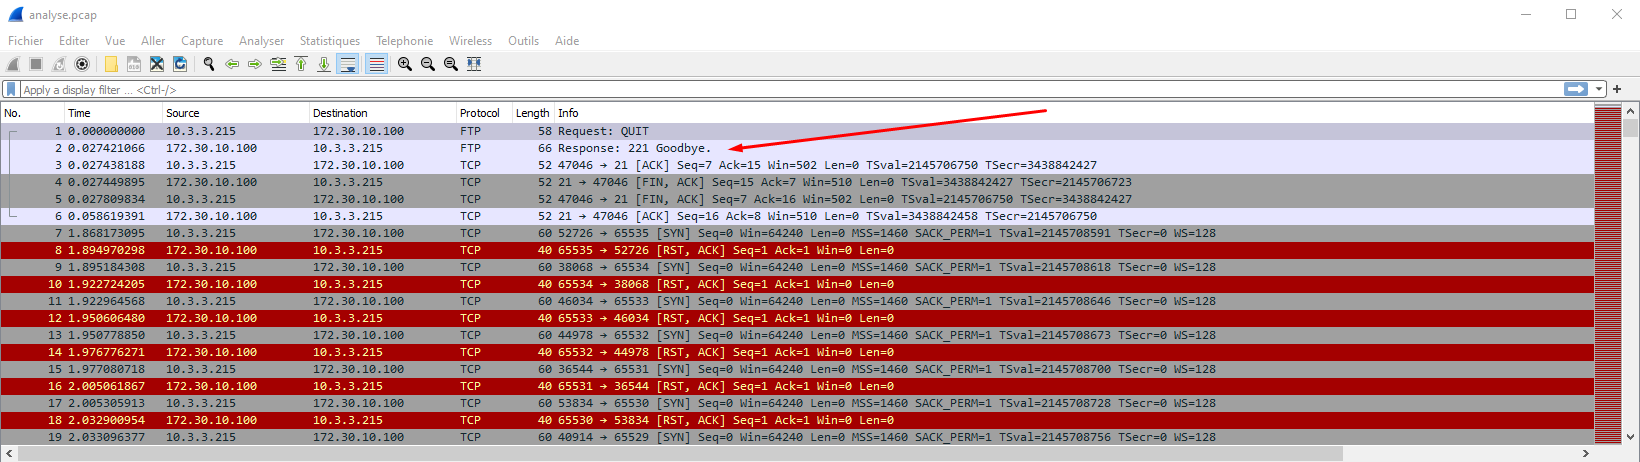 analyse.pcap
Fichier Editer Vue Aller Capture Analyser Statistiques Telephonie Wireless Outils Aide
Apply a display filter ... <Ctrl-/>
No. Time Source Destination Protocol Length Info
1 0.000000000 10.3.3.215 172.30.10.100 FTP 58 Request: QUIT
2 0.027421066 172.30.10.100 10.3.3.215 FTP 66 Response: 221 Goodbye.
3 0.027438188 10.3.3.215 172.30.10.100 TCP 52 47046 → 21 [ACK] Seq=7 Ack=15 Win=502 Len=0 TSval=2145706750 TSecr=3438842427
4 0.027449895 172.30.10.100 10.3.3.215 TCP 52 21 → 47046 [FIN, ACK] Seq=15 Ack=7 Win=510 Len=0 TSval=3438842427 TSecr=2145706723
5 0.027809834 10.3.3.215 172.30.10.100 TCP 52 47046 → 21 [FIN, ACK] Seq=7 Ack=16 Win=502 Len=0 TSval=2145706750 TSecr=3438842427
6 0.058619391 172.30.10.100 10.3.3.215 TCP 52 21 → 47046 [ACK] Seq=16 Ack=8 Win=510 Len=0 TSval=3438842458 TSecr=2145706750
7 1.868173095 10.3.3.215 172.30.10.100 TCP 60 52726 → 65535 [SYN] Seq=0 Win=64240 Len=0 MSS=1460 SACK_PERM=1 TSval=2145708591 TSecr=0 WS=128
8 1.894970298 172.30.10.100 10.3.3.215 TCP 40 65535 → 52726 [RST, ACK] Seq=1 Ack=1 Win=0 Len=0
9 1.895184308 10.3.3.215 172.30.10.100 TCP 60 38068 → 65534 [SYN] Seq=0 Win=64240 Len=0 MSS=1460 SACK_PERM=1 TSval=2145708618 TSecr=0 WS=128
10 1.922724205 172.30.10.100 10.3.3.215 TCP 40 65534 → 38068 [RST, ACK] Seq=1 Ack=1 Win=0 Len=0
11 1.922964568 10.3.3.215 172.30.10.100 TCP 60 46034 → 65533 [SYN] Seq=0 Win=64240 Len=0 MSS=1460 SACK_PERM=1 TSval=2145708646 TSecr=0 WS=128
12 1.950606480 172.30.10.100 10.3.3.215 TCP 40 65533 → 46034 [RST, ACK] Seq=1 Ack=1 Win=0 Len=0
13 1.950778850 10.3.3.215 172.30.10.100 TCP 60 44978 → 65532 [SYN] Seq=0 Win=64240 Len=0 MSS=1460 SACK_PERM=1 TSval=2145708673 TSecr=0 WS=128
14 1.976776271 172.30.10.100 10.3.3.215 TCP 40 65532 → 44978 [RST, ACK] Seq=1 Ack=1 Win=0 Len=0
15 1.977080718 10.3.3.215 172.30.10.100 TCP 60 36544 → 65531 [SYN] Seq=0 Win=64240 Len=0 MSS=1460 SACK_PERM=1 TSval=2145708700 TSecr=0 WS=128
16 2.005061867 172.30.10.100 10.3.3.215 TCP 40 65531 → 36544 [RST, ACK] Seq=1 Ack=1 Win=0 Len=0
17 2.005305913 10.3.3.215 172.30.10.100 TCP 60 53834 → 65530 [SYN] Seq=0 Win=64240 Len=0 MSS=1460 SACK_PERM=1 TSval=2145708728 TSecr=0 WS=128
18 2.032900954 172.30.10.100 10.3.3.215 TCP 40 65530 → 53834 [RST, ACK] Seq=1 Ack=1 Win=0 Len=0
19 2.033096377 10.3.3.215 172.30.10.100 TCP 60 40914 → 65529 [SYN] Seq=0 Win=64240 Len=0 MSS=1460 SACK_PERM=1 TSval=2145708756 TSecr=0 WS=128